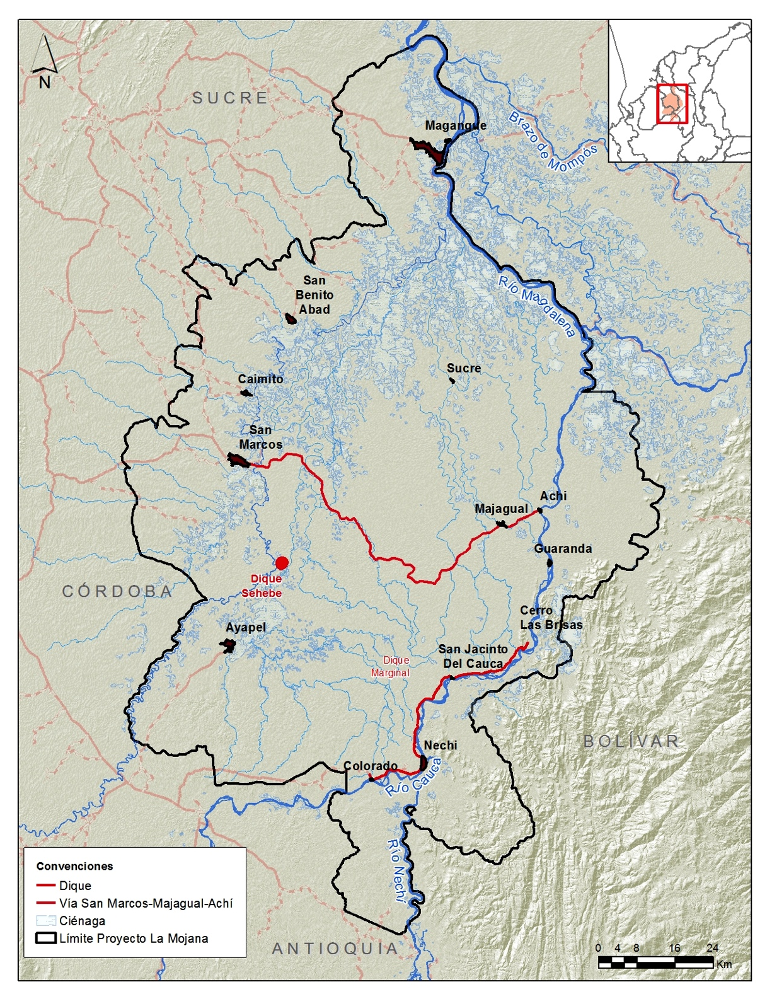 N
SUCRE
Magangue
Brazo de Mompós
Río Magdalena
San
Benito
Abad
Caimito
Sucre
San
Marcos
Achi
Majagual
Guaranda
Dique
Sehebe
CÓRDOBA
Cerro
Las Brisas
Ayapel
San Jacinto
Del Cauca
Dique
Marginal
BOLÍVAR
Nechi
Colorado
Río Cauca
Río Nechí
ANTIOQUIA
Convenciones
Dique
Vía San Marcos-Majagual-Achí
Ciénaga
Límite Proyecto La Mojana
0 4 8 16 24
Km